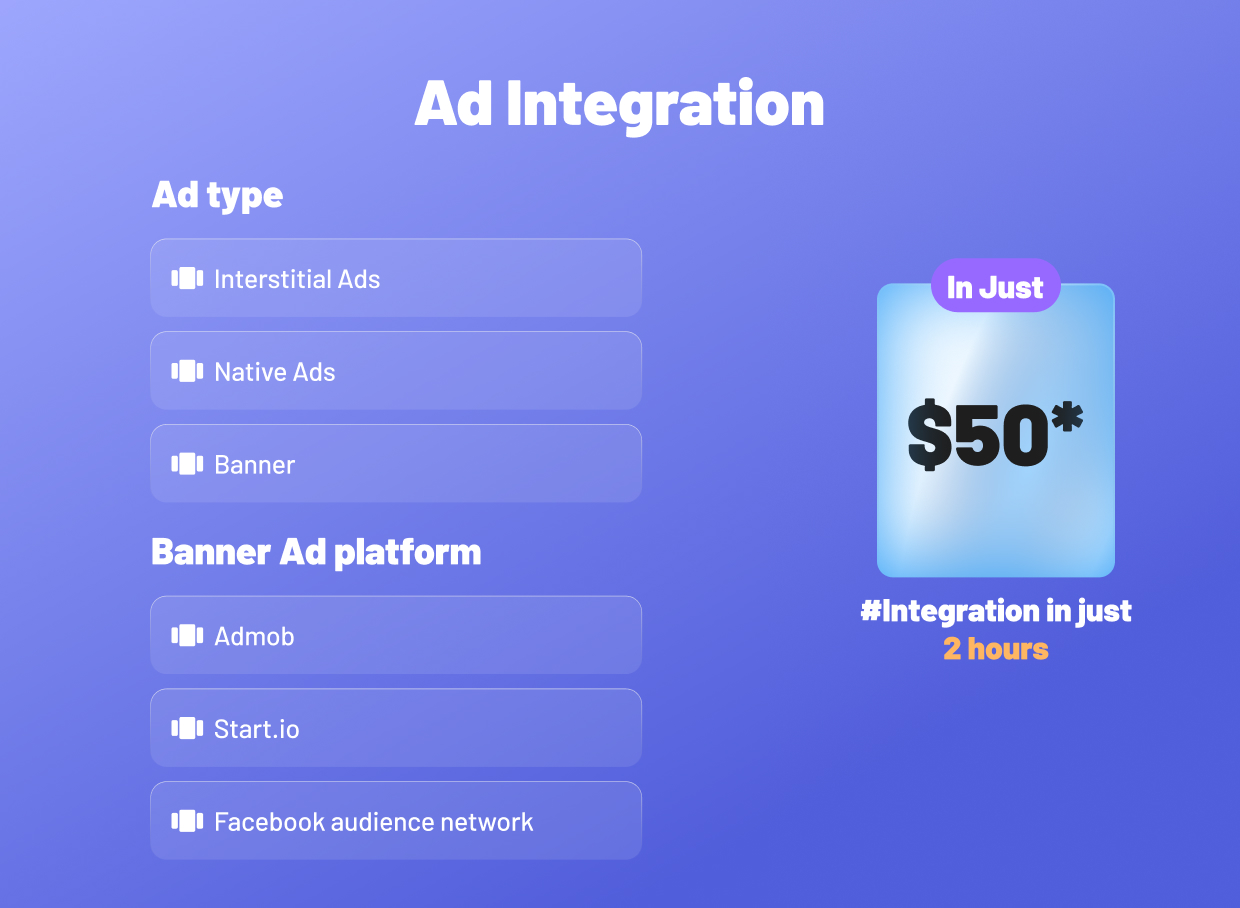 Ad Integration
Ad type
Interstitial Ads
Native Ads
Banner
Banner Ad platform
Admob
Start.io
Facebook audience network
In Just
$50*
#Integration in just
2 hours